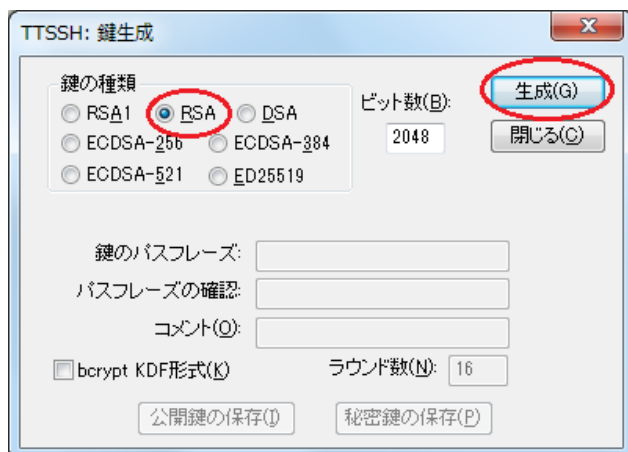 TTSSH: 鍵生成
鍵の種類
RSA1 RSA DSA
ECDSA-256 ECDSA-384
ECDSA-521 ED25519
ビット数(B):
2048
生成(G)
閉じる(C)
鍵のパスフレーズ:
パスフレーズの確認:
コメント(O):
bcrypt KDF形式(K) ラウンド数(N): 16
公開鍵の保存(I) 秘密鍵の保存(P)